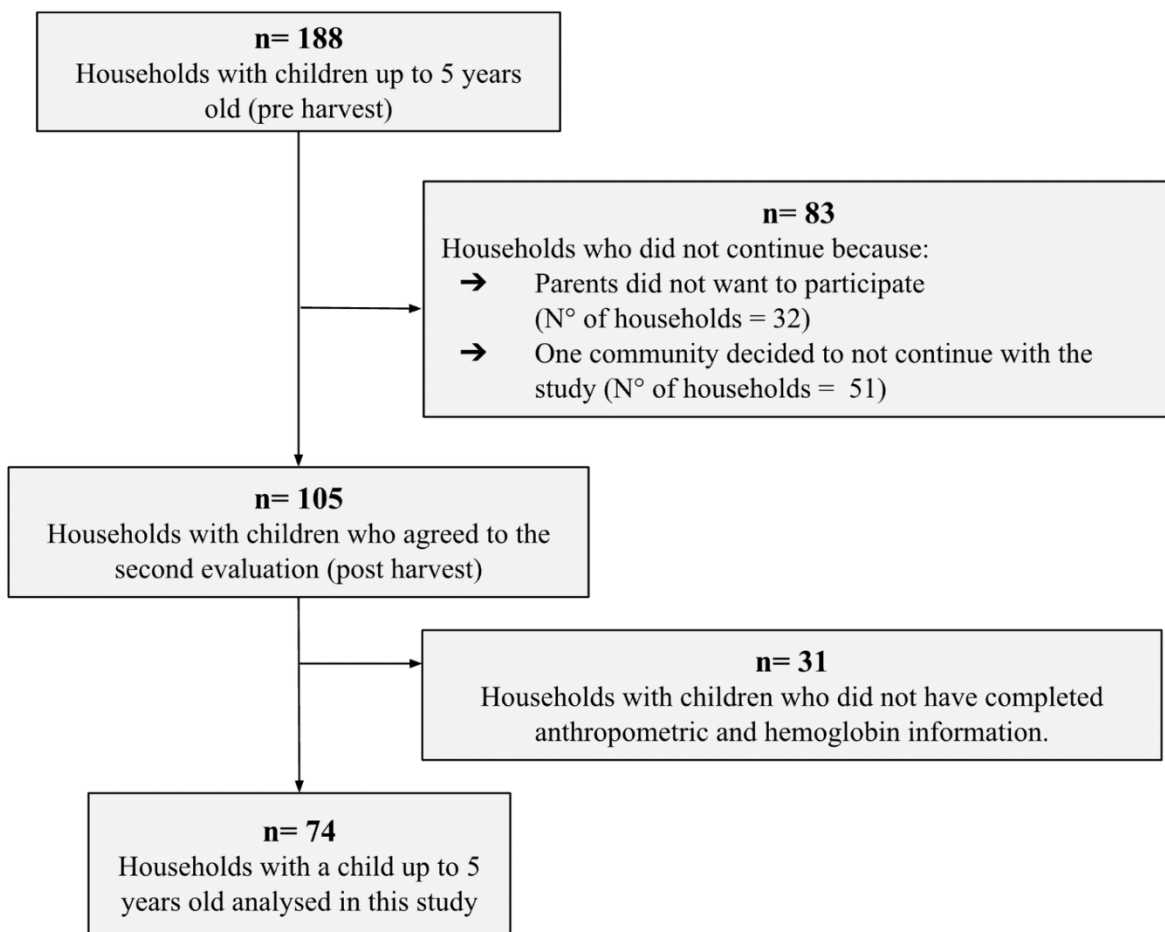 n= 188
Households with children up to 5 years
old (pre harvest)
n= 83
Households who did not continue because:
➔ Parents did not want to participate
(N° of households = 32)
➔ One community decided to not continue with the
study (N° of households = 51)
n= 105
Households with children who agreed to the
second evaluation (post harvest)
n= 31
Households with children who did not have completed
anthropometric and hemoglobin information.
n= 74
Households with a child up to 5
years old analysed in this study